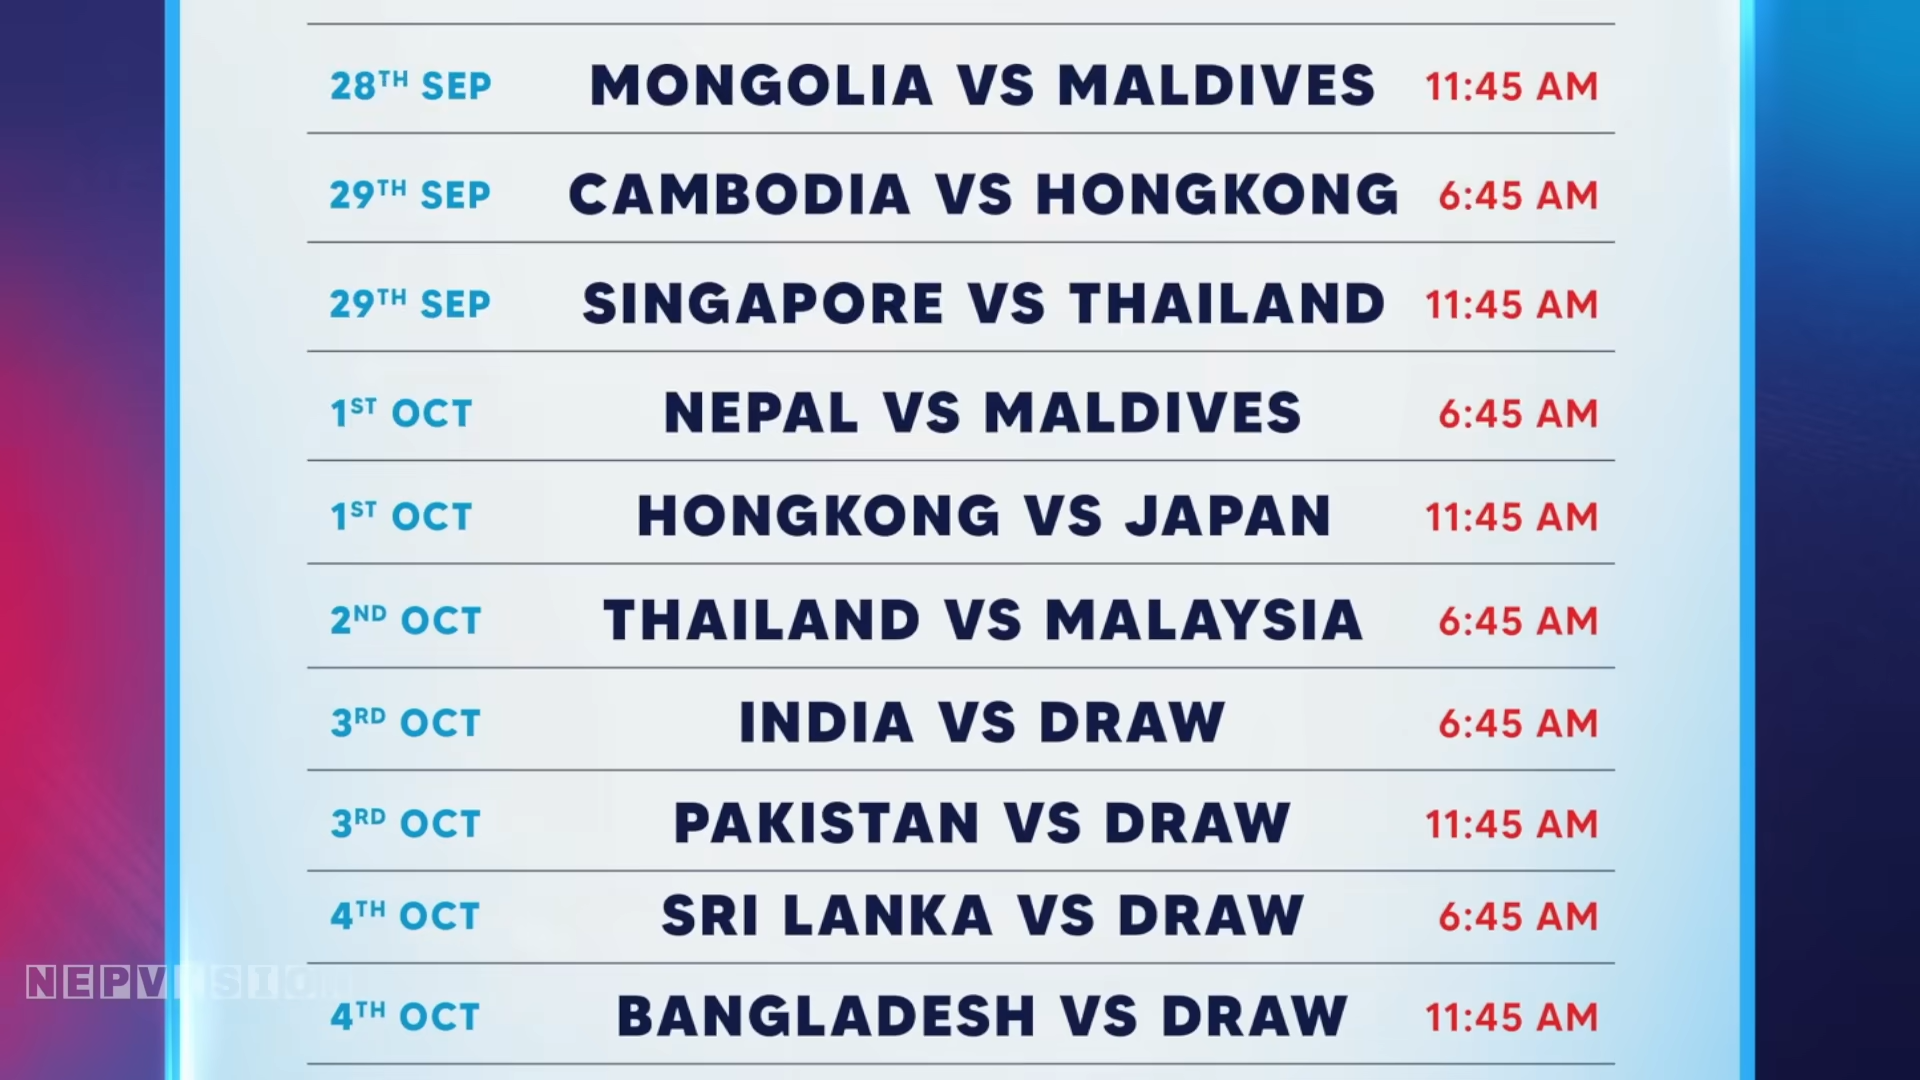 28TH SEP MONGOLIA VS MALDIVES 11:45 AM
29TH SEP CAMBODIA VS HONGKONG 6:45 AM
29TH SEP SINGAPORE VS THAILAND 11:45 AM
1ST OCT NEPAL VS MALDIVES 6:45 AM
1ST OCT HONGKONG VS JAPAN 11:45 AM
2ND OCT THAILAND VS MALAYSIA 6:45 AM
3RD OCT INDIA VS DRAW 6:45 AM
3RD OCT PAKISTAN VS DRAW 11:45 AM
4TH OCT SRI LANKA VS DRAW 6:45 AM
NEPVISION
4TH OCT BANGLADESH VS DRAW 11:45 AM